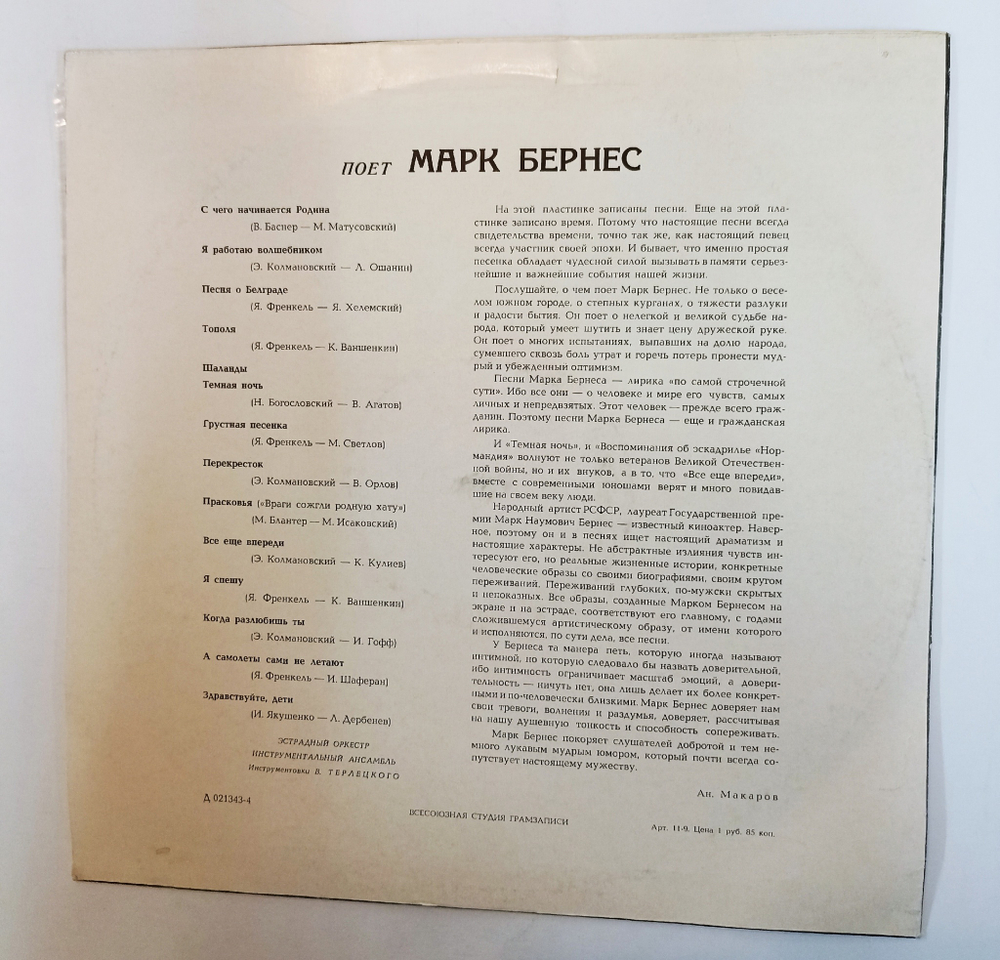 ПОЕТ МАРК БЕРНЕС
С чего начинается Родина
(В. Баснер — М. Матусовский)
Я работаю волшебником
(Э. Колмановский — Л. Ошанин)
Песня о Белграде
(Я. Френкель — Я. Хелемский)
Тополя
(Я. Френкель — К. Ваншенкин)
Шаланды
Темная ночь
(Н. Богословский — В. Агатов)
Грустная песенка
(Я. Френкель — М. Светлов)
Перекресток
(Э. Колмановский — В. Орлов)
Прасковья («Враги сожгли родную хату»)
(М. Блантер — М. Исаковский)
Все еще впереди
(Э. Колмановский — К. Кулиев)
Я спешу
(Я. Френкель — К. Ваншенкин)
Когда разлюбишь ты
(Э. Колмановский — И. Гофф)
А самолеты сами не летают
(Я. Френкель — И. Шаферан)
Здравствуйте, дети
(И. Якушенко — Л. Дербенев)
ЭСТРАДНЫЙ ОРКЕСТР
ИНСТРУМЕНТАЛЬНЫЙ АНСАМБЛЬ
Инструментовки В. ТЕРЛЕЦКОГО
Д 021343-4
На этой пластинке записаны песни. Еще на этой пла-
стинке записано время. Потому что настоящие песни всегда
свидетельства времени, точно так же, как настоящий певец
всегда участник своей эпохи. И бывает, что именно простая
песенка обладает чудесной силой вызывать в памяти серьез-
нейшие и важнейшие события нашей жизни.
Послушайте, о чем поет Марк Бернес. Не только о весе-
лом южном городе, о степных курганах, о тяжести разлуки
и радости бытия. Он поет о нелегкой и великой судьбе на-
рода, который умеет шутить и знает цену дружеской руке.
Он поет о многих испытаниях, выпавших на долю народа,
сумевшего сквозь боль утрат и горечь потерь пронести муд-
рый и убежденный оптимизм.
Песни Марка Бернеса — лирика «по самой строчечной
сути». Ибо все они — о человеке и мире его чувств, самых
личных и непредвзятых. Этот человек — прежде всего граж-
данин. Поэтому песни Марка Бернеса — еще и гражданская
лирика.
И «Темная ночь», и «Воспоминания об эскадрилье «Нор-
мандия» волнуют не только ветеранов Великой Отечествен-
ной войны, но и их внуков, а в то, что «Все еще впереди»,
вместе с современными юношами верят и много повидав-
шие на своем веку люди.
Народный артист РСФСР, лауреат Государственной пре-
мии Марк Наумович Бернес — известный киноактер. Навер-
ное, поэтому он и в песнях ищет настоящий драматизм и
настоящие характеры. Не абстрактные излияния чувств ин-
тересуют его, но реальные жизненные истории, конкретные
человеческие образы со своими биографиями, своим кругом
переживаний. Переживаний глубоких, по-мужски скрытых
и непоказных. Все образы, созданные Марком Бернесом на
экране и на эстраде, соответствуют его главному, с годами
сложившемуся артистическому образу, от имени которого
и исполняются, по сути дела, все песни.
У Бернеса та манера петь, которую иногда называют
интимной, но которую следовало бы назвать доверительной,
ибо интимность ограничивает масштаб эмоций, а довери-
тельность — ничуть нет, она лишь делает их более конкрет-
ными и по-человечески близкими. Марк Бернес доверяет нам
свои тревоги, волнения и раздумья, доверяет, рассчитывая
на нашу душевную тонкость и способность сопереживать.
Марк Бернес покоряет слушателей добротой и тем не-
много лукавым мудрым юмором, который почти всегда со-
путствует настоящему мужеству.
Ан. Макаров
ВСЕСОЮЗНАЯ СТУДИЯ ГРАМЗАПИСИ
Арт. 11-9. Цена 1 руб. 85 коп.